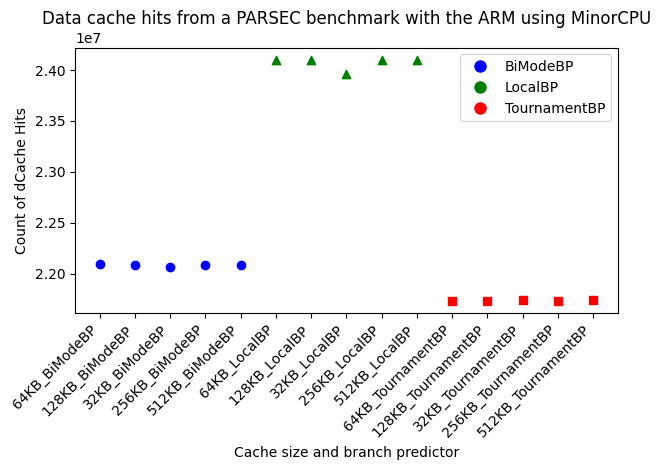 Data cache hits from a PARSEC benchmark with the ARM using MinorCPU
1e7
BiModeBP
LocalBP
TournamentBP
2.40
2.35
2.30
2.25
2.20
Count of dCache Hits
64KB_BiModeBP
128KB_BiModeBP
32KB_BiModeBP
256KB_BiModeBP
512KB_BiModeBP
64KB_LocalBP
128KB_LocalBP
32KB_LocalBP
256KB_LocalBP
512KB_LocalBP
64KB_TournamentBP
128KB_TournamentBP
32KB_TournamentBP
256KB_TournamentBP
512KB_TournamentBP
Cache size and branch predictor